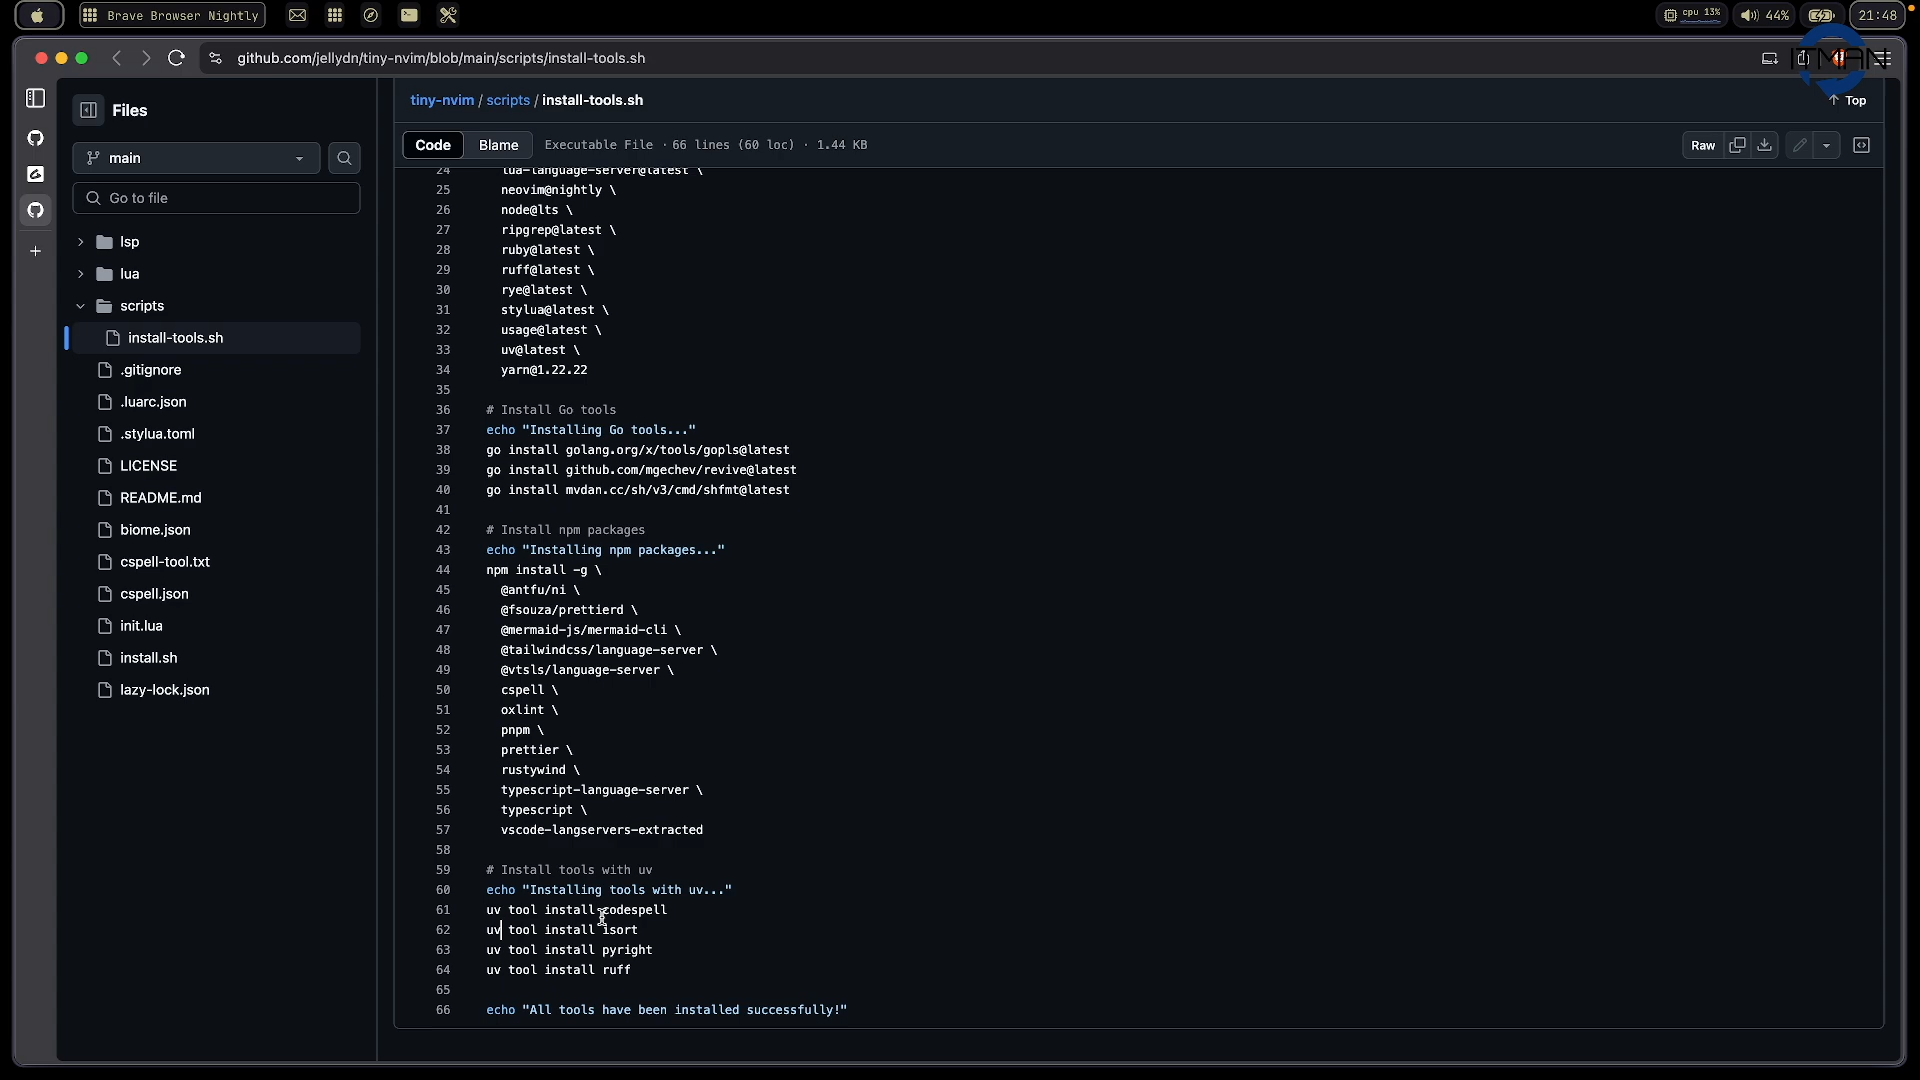 Brave Browser Nightly
cpu 13%
44%
21:48
github.com/jellydn/tiny-nvim/blob/main/scripts/install-tools.sh
ITMAN
Files
main
Go to file
lsp
lua
scripts
install-tools.sh
.gitignore
.luarc.json
.stylua.toml
LICENSE
README.md
biome.json
cspell-tool.txt
cspell.json
init.lua
install.sh
lazy-lock.json
tiny-nvim / scripts / install-tools.sh
Top
Code Blame Executable File · 66 lines (60 loc) · 1.44 KB
Raw
24 lua-language-server@latest \
25 neovim@nightly \
26 node@lts \
27 ripgrep@latest \
28 ruby@latest \
29 ruff@latest \
30 rye@latest \
31 stylua@latest \
32 usage@latest \
33 uv@latest \
34 yarn@1.22.22
35
36 # Install Go tools
37 echo "Installing Go tools..."
38 go install golang.org/x/tools/gopls@latest
39 go install github.com/mgechev/revive@latest
40 go install mvdan.cc/sh/v3/cmd/shfmt@latest
41
42 # Install npm packages
43 echo "Installing npm packages..."
44 npm install -g \
45 @antfu/ni \
46 @fsouza/prettierd \
47 @mermaid-js/mermaid-cli \
48 @tailwindcss/language-server \
49 @vtsls/language-server \
50 cspell \
51 oxlint \
52 pnpm \
53 prettier \
54 rustywind \
55 typescript-language-server \
56 typescript \
57 vscode-langservers-extracted
58
59 # Install tools with uv
60 echo "Installing tools with uv..."
61 uv tool install codespell
62 uv tool install isort
63 uv tool install pyright
64 uv tool install ruff
65
66 echo "All tools have been installed successfully!"